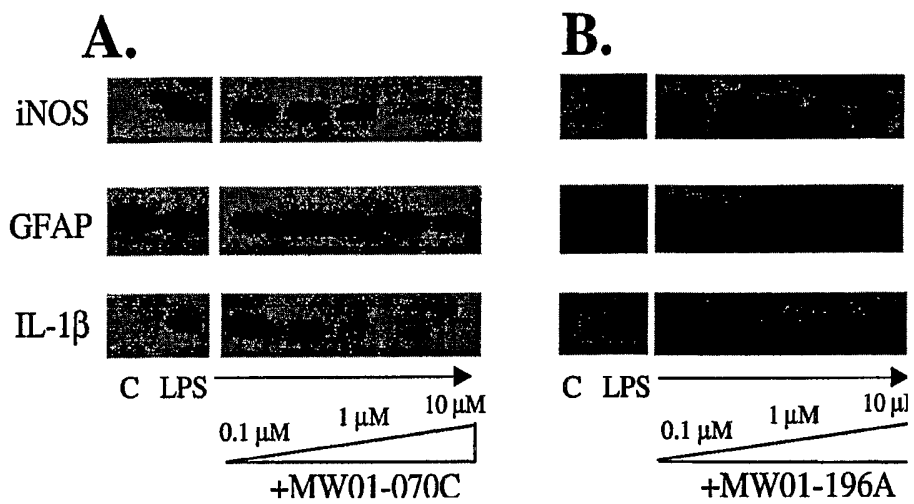 A. B.
iNOS
GFAP
IL-1β
C LPS C LPS
0.1 μM 1 μM 10 μM 0.1 μM 1 μM 10 μ
+MW01-070C +MW01-196A